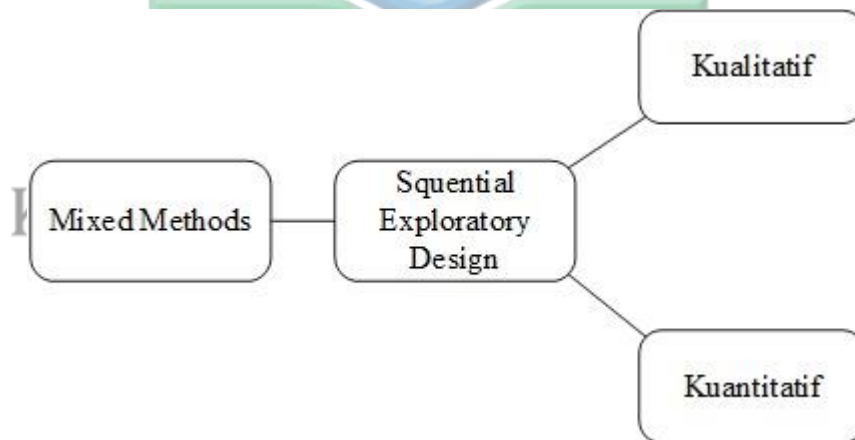 Kualitatif
Mixed Methods
Squential
Exploratory
Design
Kuantitatif